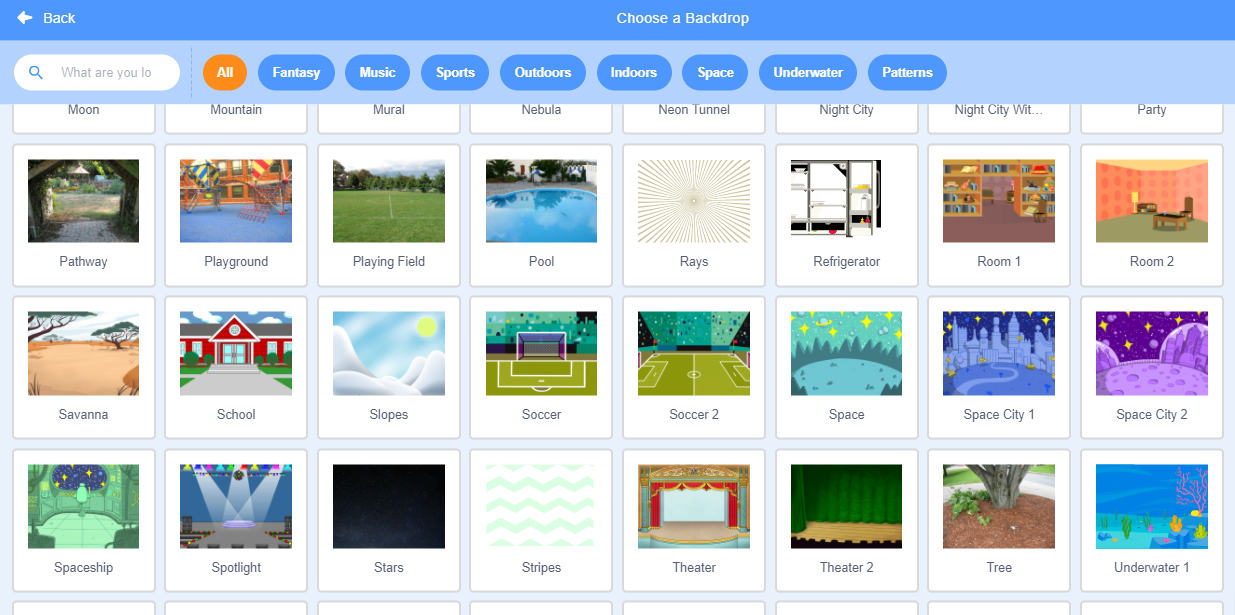 Back
Choose a Backdrop
What are you lo
All
Fantasy
Music
Sports
Outdoors
Indoors
Space
Underwater
Patterns
Moon
Mountain
Mural
Nebula
Neon Tunnel
Night City
Night City Wit...
Party
Pathway
Playground
Playing Field
Pool
Rays
Refrigerator
Room 1
Room 2
Savanna
School
Slopes
Soccer
Soccer 2
Space
Space City 1
Space City 2
Spaceship
Spotlight
Stars
Stripes
Theater
Theater 2
Tree
Underwater 1